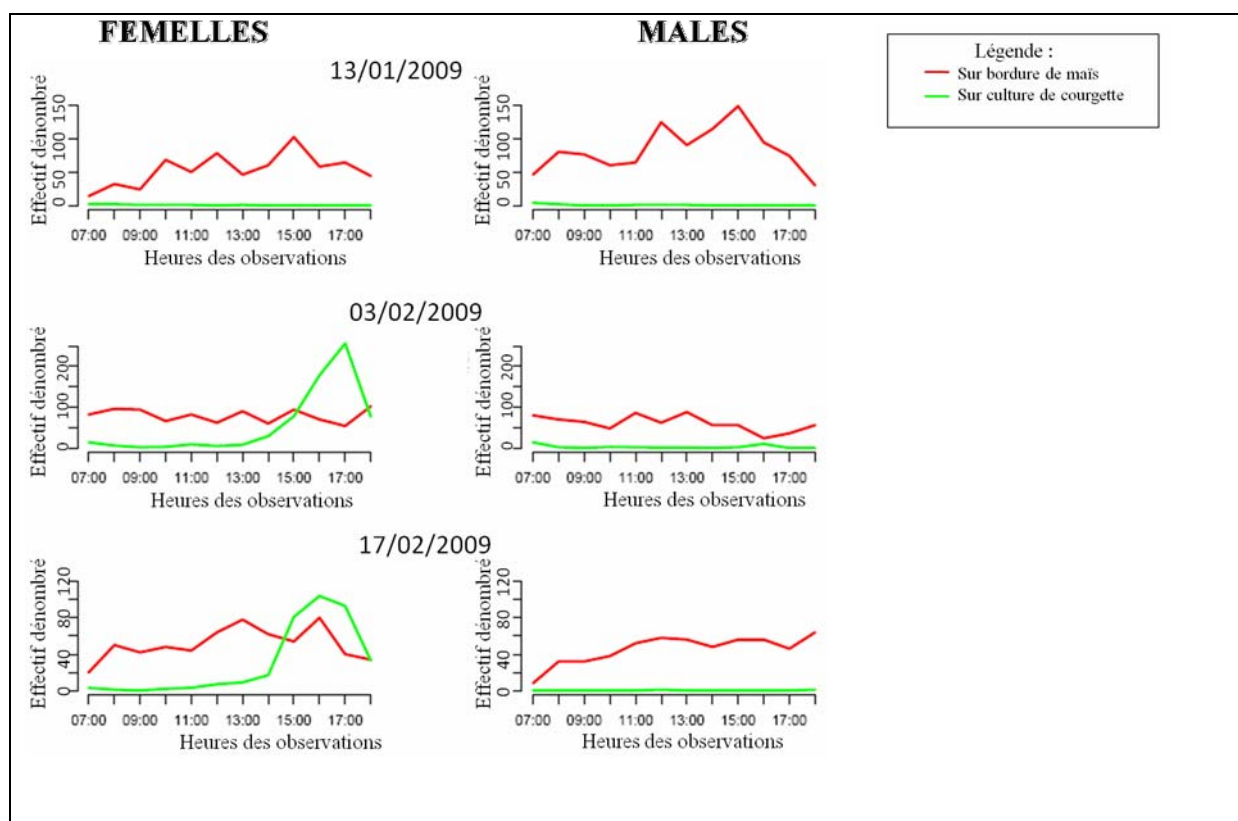 FEMELLES MALES
Légende :
Sur bordure de maïs
Sur culture de courgette
13/01/2009
Effectif dénombré
0 50 100 150
07:00 09:00 11:00 13:00 15:00 17:00
Heures des observations
Effectif dénombré
0 50 100 150
07:00 09:00 11:00 13:00 15:00 17:00
Heures des observations
03/02/2009
Effectif dénombré
0 100 200
07:00 09:00 11:00 13:00 15:00 17:00
Heures des observations
Effectif dénombré
0 100 200
07:00 09:00 11:00 13:00 15:00 17:00
Heures des observations
17/02/2009
Effectif dénombré
0 40 80 120
07:00 09:00 11:00 13:00 15:00 17:00
Heures des observations
Effectif dénombré
0 40 80 120
07:00 09:00 11:00 13:00 15:00 17:00
Heures des observations